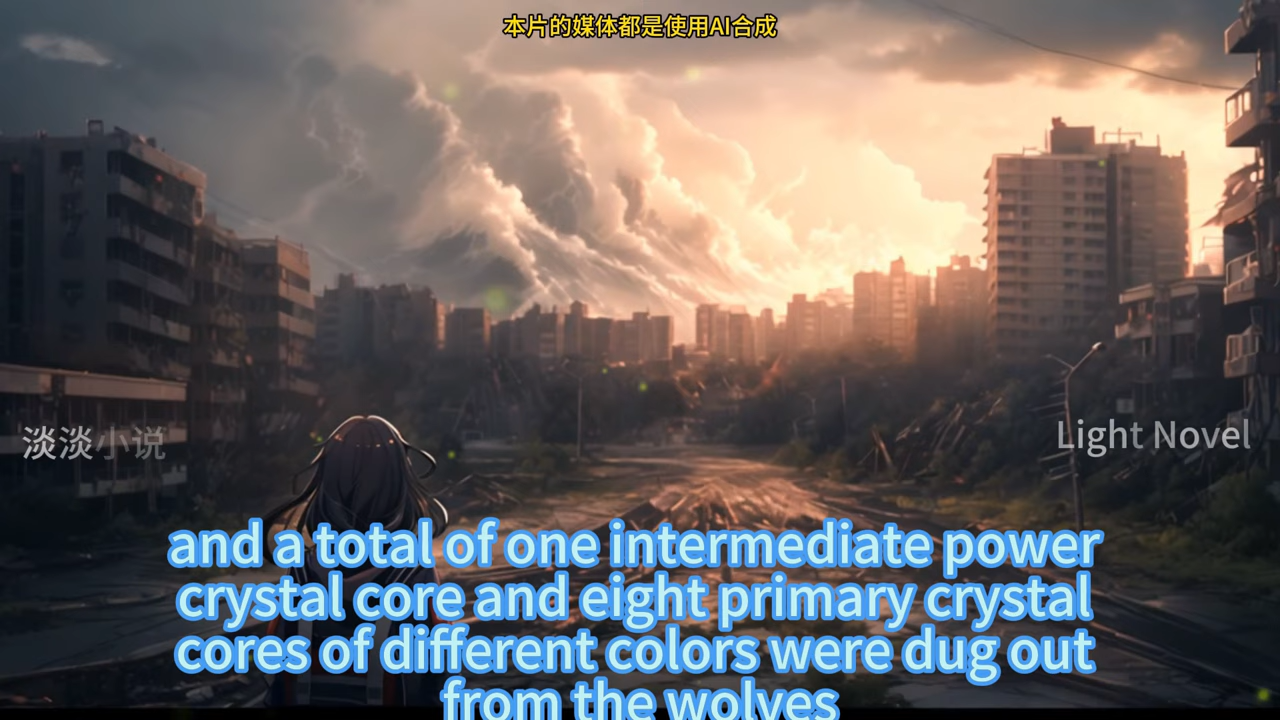 本片的媒体都是使用AI合成
淡淡小说
Light Novel
and a total of one intermediate power
crystal core and eight primary crystal
cores of different colors were dug out
from the wolves